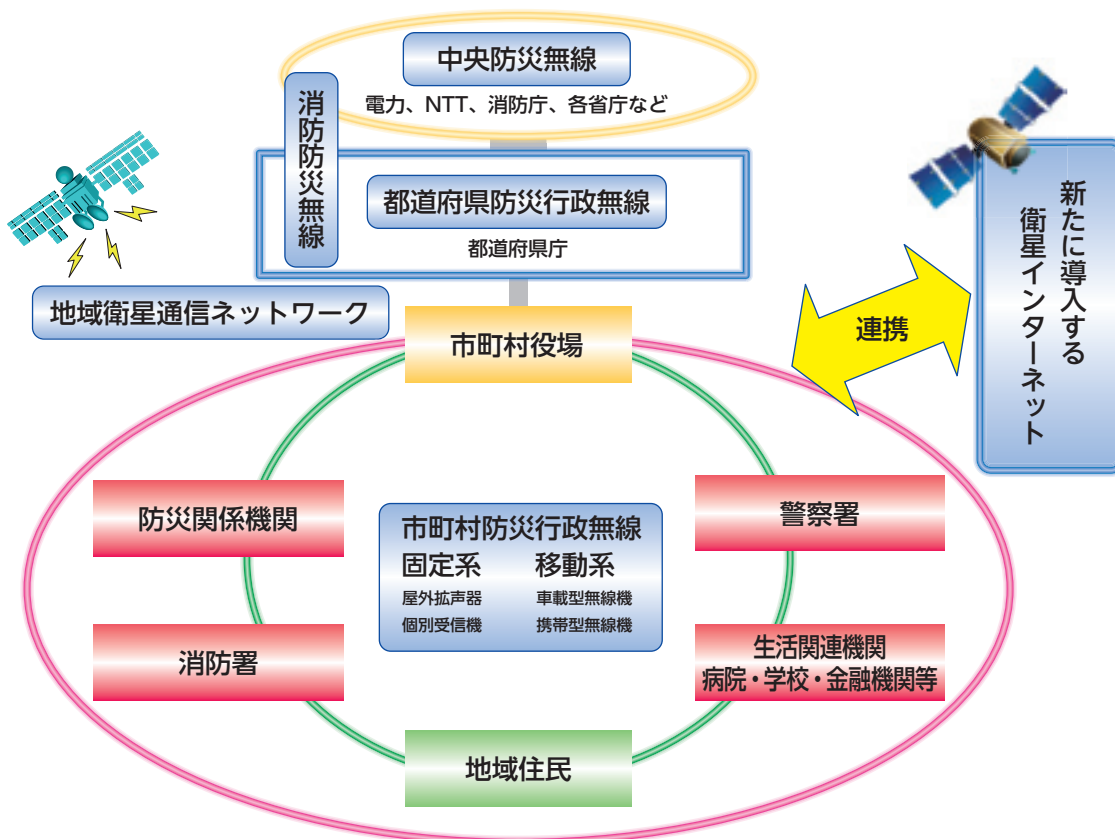 中央防災無線
電力、NTT、消防庁、各省庁など
消防防災無線
都道府県防災行政無線
都道府県庁
地域衛星通信ネットワーク
新たに導入する
衛星インターネット
連携
市町村役場
防災関係機関
警察署
市町村防災行政無線
固定系 移動系
屋外拡声器 車載型無線機
個別受信機 携帯型無線機
消防署
生活関連機関
病院・学校・金融機関等
地域住民